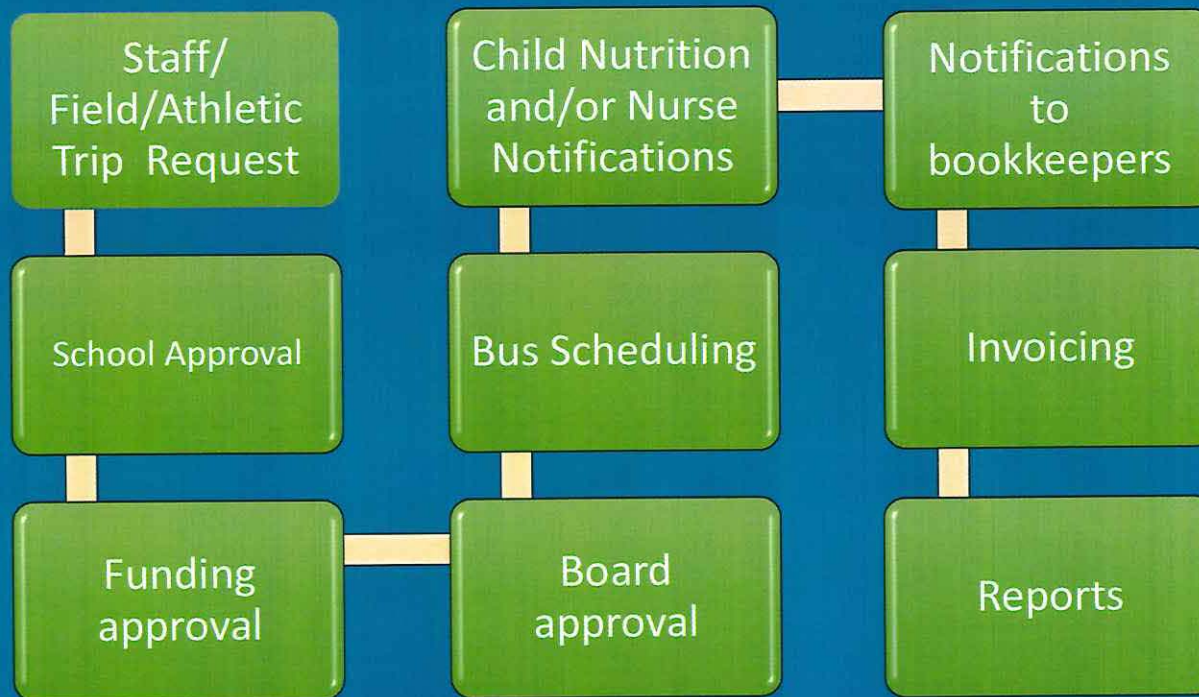 Staff/
Field/Athletic
Trip Request
School Approval
Funding
approval
Board
approval
Bus Scheduling
Child Nutrition
and/or Nurse
Notifications
Notifications
to
bookkeepers
Invoicing
Reports